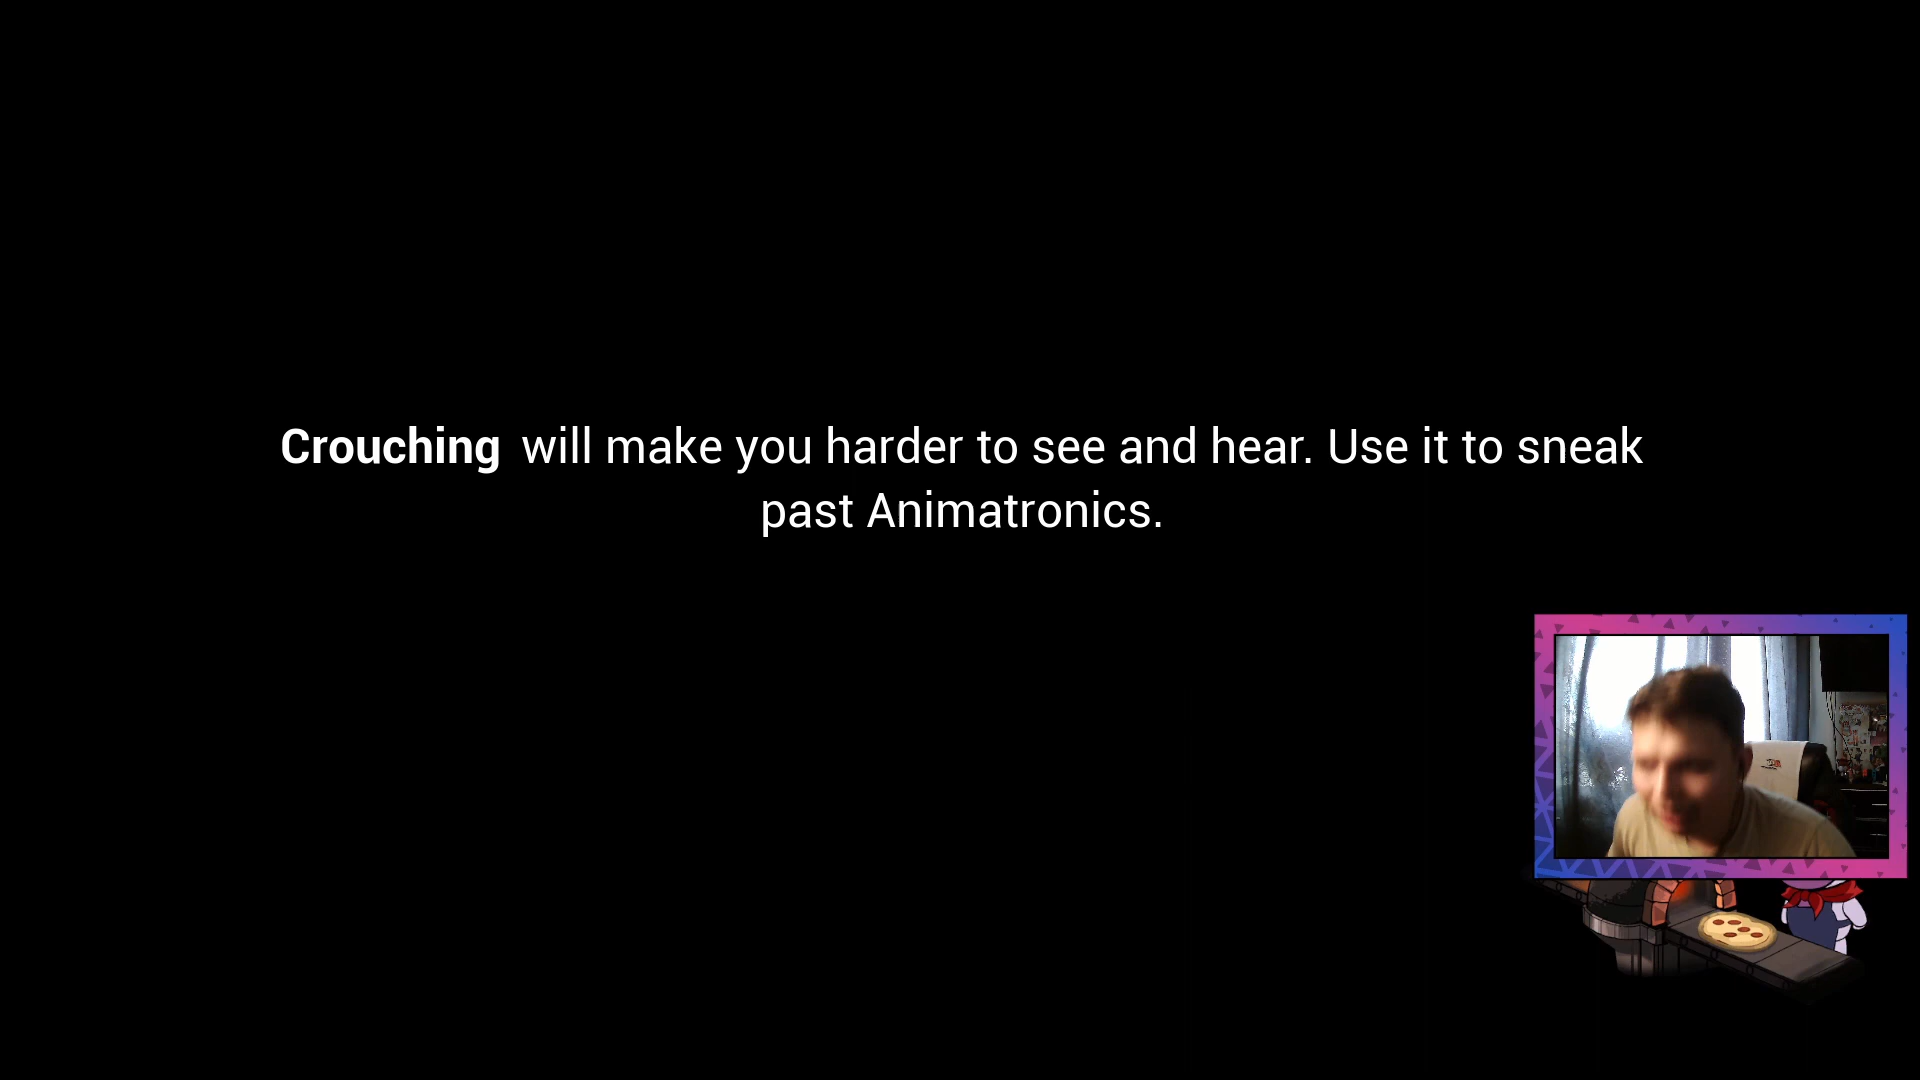 Crouching will make you harder to see and hear. Use it to sneak
past Animatronics.